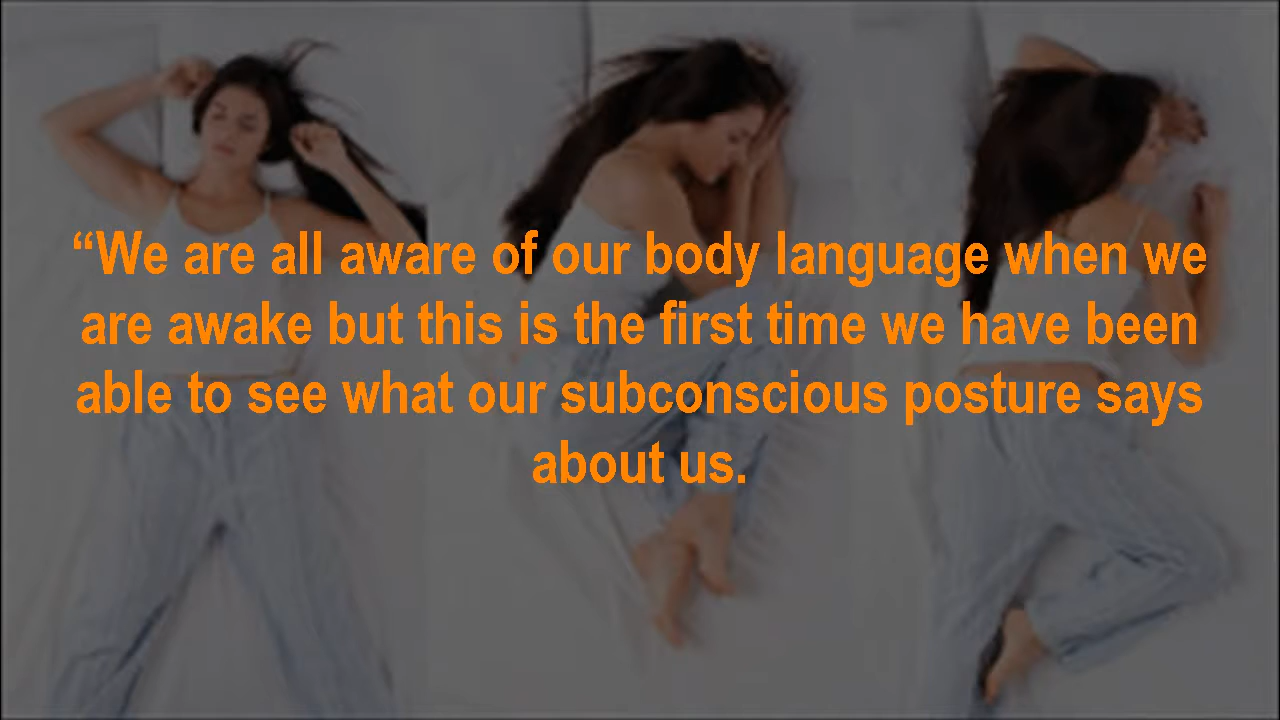 “We are all aware of our body language when we
are awake but this is the first time we have been
able to see what our subconscious posture says
about us.